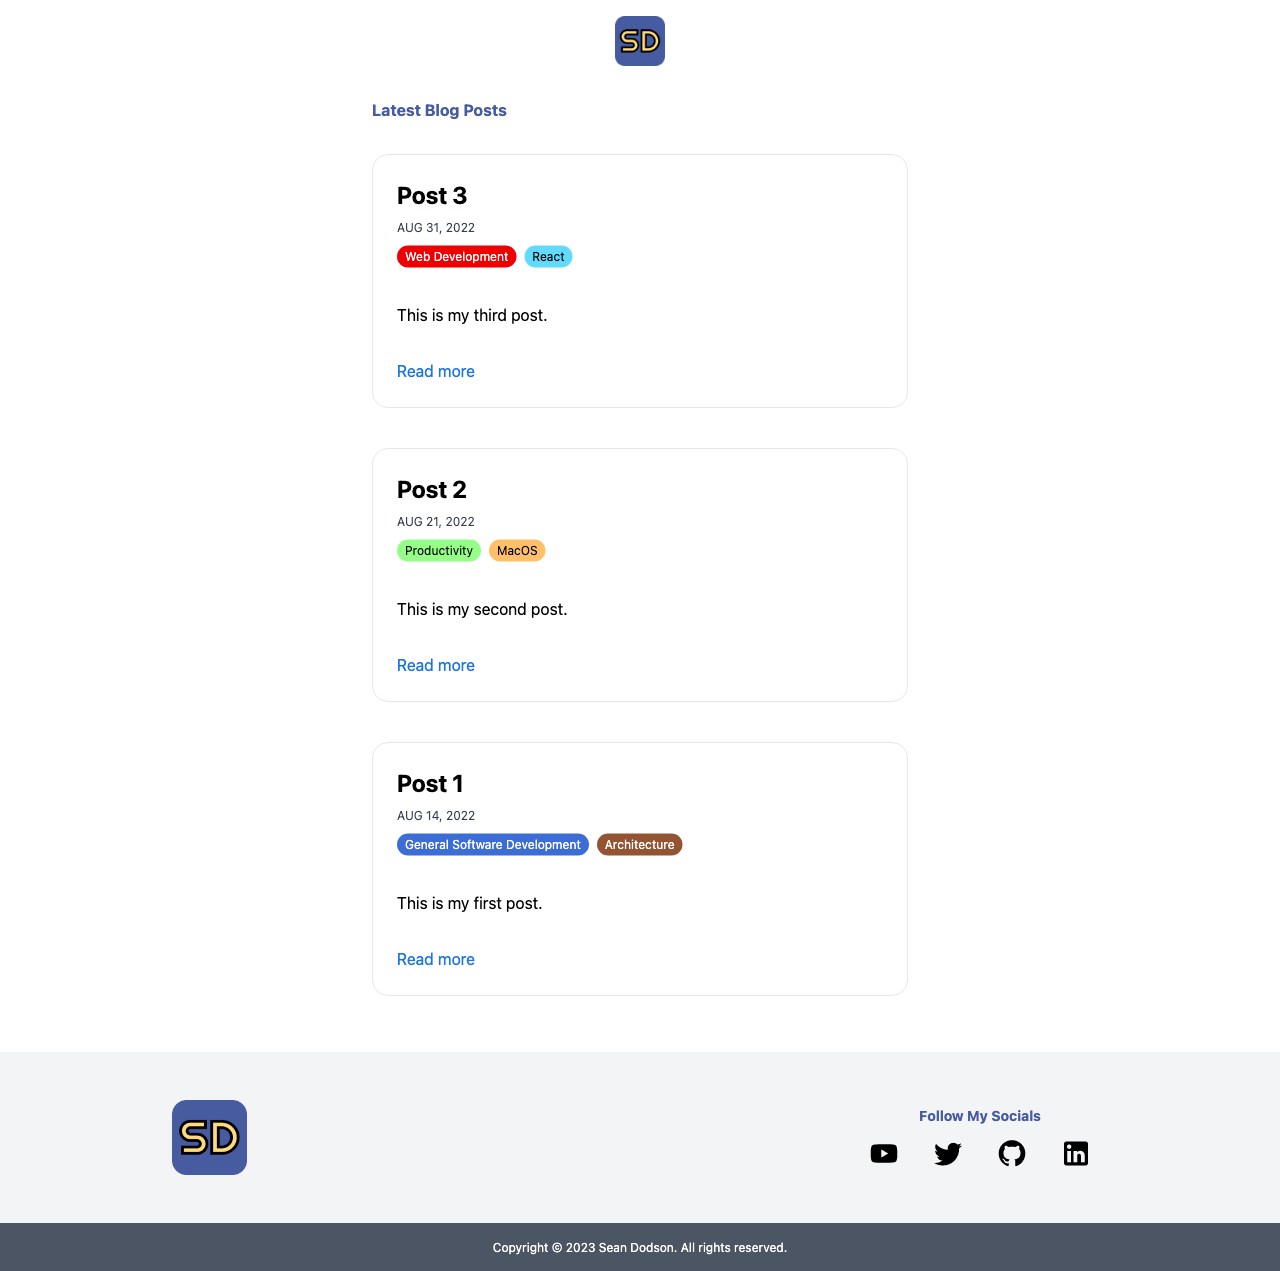 SD
Latest Blog Posts
Post 3
AUG 31, 2022
Web Development React
This is my third post.
Read more
Post 2
AUG 21, 2022
Productivity MacOS
This is my second post.
Read more
Post 1
AUG 14, 2022
General Software Development Architecture
This is my first post.
Read more
SD
Follow My Socials
in
Copyright © 2023 Sean Dodson. All rights reserved.